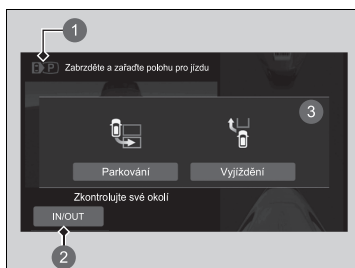 1
P Zabrzděte a zařaďte polohu pro jízdu
3
Parkování Vyjíždění
Zkontrolujte své okolí
IN/OUT
2